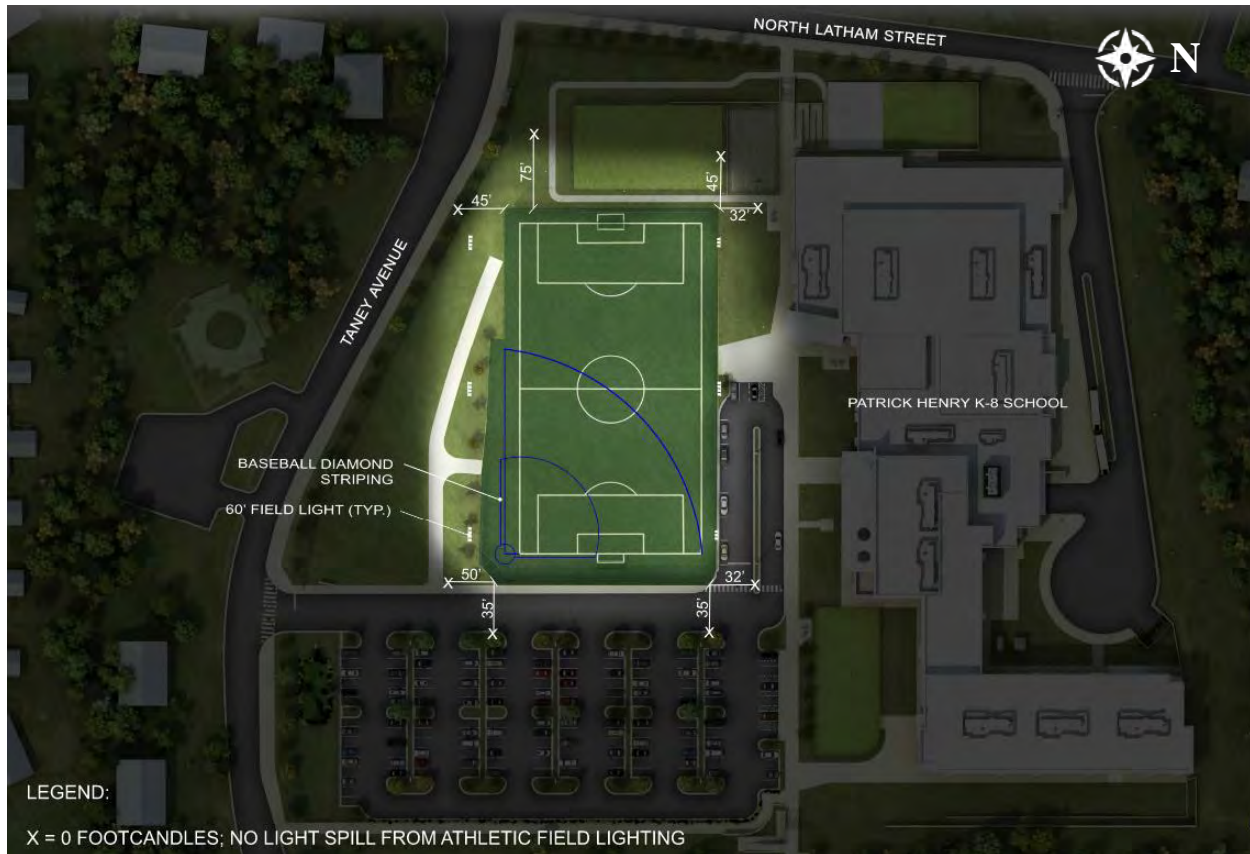 NORTH LATHAM STREET
N
75'
45'
45'
32'
TANEY AVENUE
PATRICK HENRY K-8 SCHOOL
BASEBALL DIAMOND
STRIPING
60' FIELD LIGHT (TYP.)
50'
32'
35'
35'
LEGEND:
X = 0 FOOTCANDLES; NO LIGHT SPILL FROM ATHLETIC FIELD LIGHTING